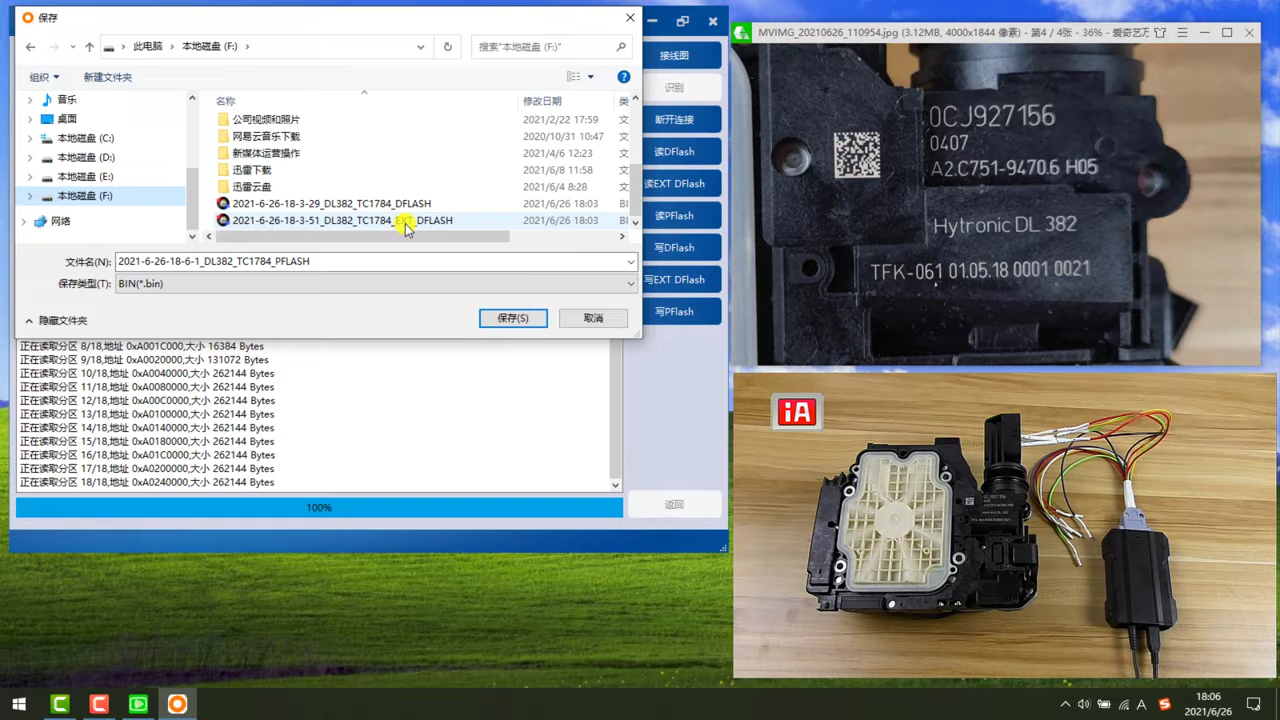 保存
此电脑 › 本地磁盘 (F:) ›
搜索"本地磁盘 (F:)"
组织
新建文件夹
音乐
桌面
本地磁盘 (C:)
本地磁盘 (D:)
本地磁盘 (E:)
本地磁盘 (F:)
网络
名称 修改日期 类
公司视频和照片 2021/2/22 17:59 文
网易云音乐下载 2020/10/31 10:47 文
新媒体运营操作 2021/4/6 12:23 文
迅雷下载 2021/6/8 11:58 文
迅雷云盘 2021/6/4 8:28 文
2021-6-26-18-3-29_DL382_TC1784_DFLASH 2021/6/26 18:03 BI
2021-6-26-18-3-51_DL382_TC1784_EXT_DFLASH 2021/6/26 18:03 BI
文件名(N): 2021-6-26-18-6-1_DL382_TC1784_PFLASH
保存类型(T): BIN(*.bin)
隐藏文件夹
保存(S)
取消
正在读取分区 8/18,地址 0xA001C000,大小 16384 Bytes
正在读取分区 9/18,地址 0xA0020000,大小 131072 Bytes
正在读取分区 10/18,地址 0xA0040000,大小 262144 Bytes
正在读取分区 11/18,地址 0xA0080000,大小 262144 Bytes
正在读取分区 12/18,地址 0xA00C0000,大小 262144 Bytes
正在读取分区 13/18,地址 0xA0100000,大小 262144 Bytes
正在读取分区 14/18,地址 0xA0140000,大小 262144 Bytes
正在读取分区 15/18,地址 0xA0180000,大小 262144 Bytes
正在读取分区 16/18,地址 0xA01C0000,大小 262144 Bytes
正在读取分区 17/18,地址 0xA0200000,大小 262144 Bytes
正在读取分区 18/18,地址 0xA0240000,大小 262144 Bytes
100%
接线图
识别
断开连接
读DFlash
读EXT DFlash
读PFlash
写DFlash
写EXT DFlash
写PFlash
返回
MVIMG_20210626_110954.jpg (3.12MB, 4000x1844 像素) - 第4 / 4张 - 36% - 爱奇艺万
0CJ927156
0407
A2.C751-9470.6 H05
Hytronic DL 382
TFK-061 01.05.18 0001 0021
iA
0CJ927156
18:06
2021/6/26